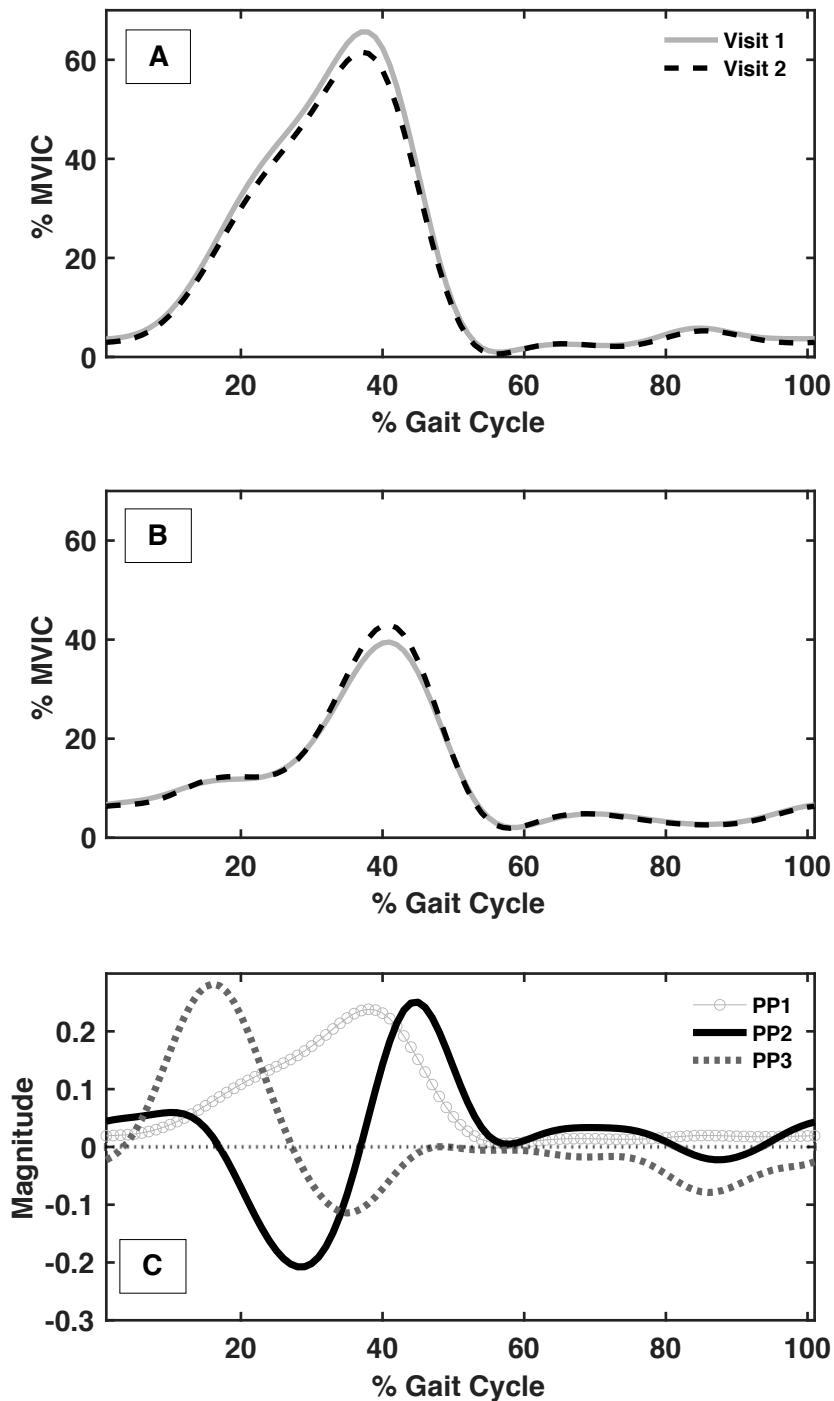 A
Visit 1
Visit 2
60
40
20
0
% MVIC
20 40 60 80 100
% Gait Cycle
B
60
40
20
0
% MVIC
20 40 60 80 100
% Gait Cycle
PP1
PP2
PP3
0.2
0.1
0
-0.1
-0.2
-0.3
Magnitude
C
20 40 60 80 100
% Gait Cycle